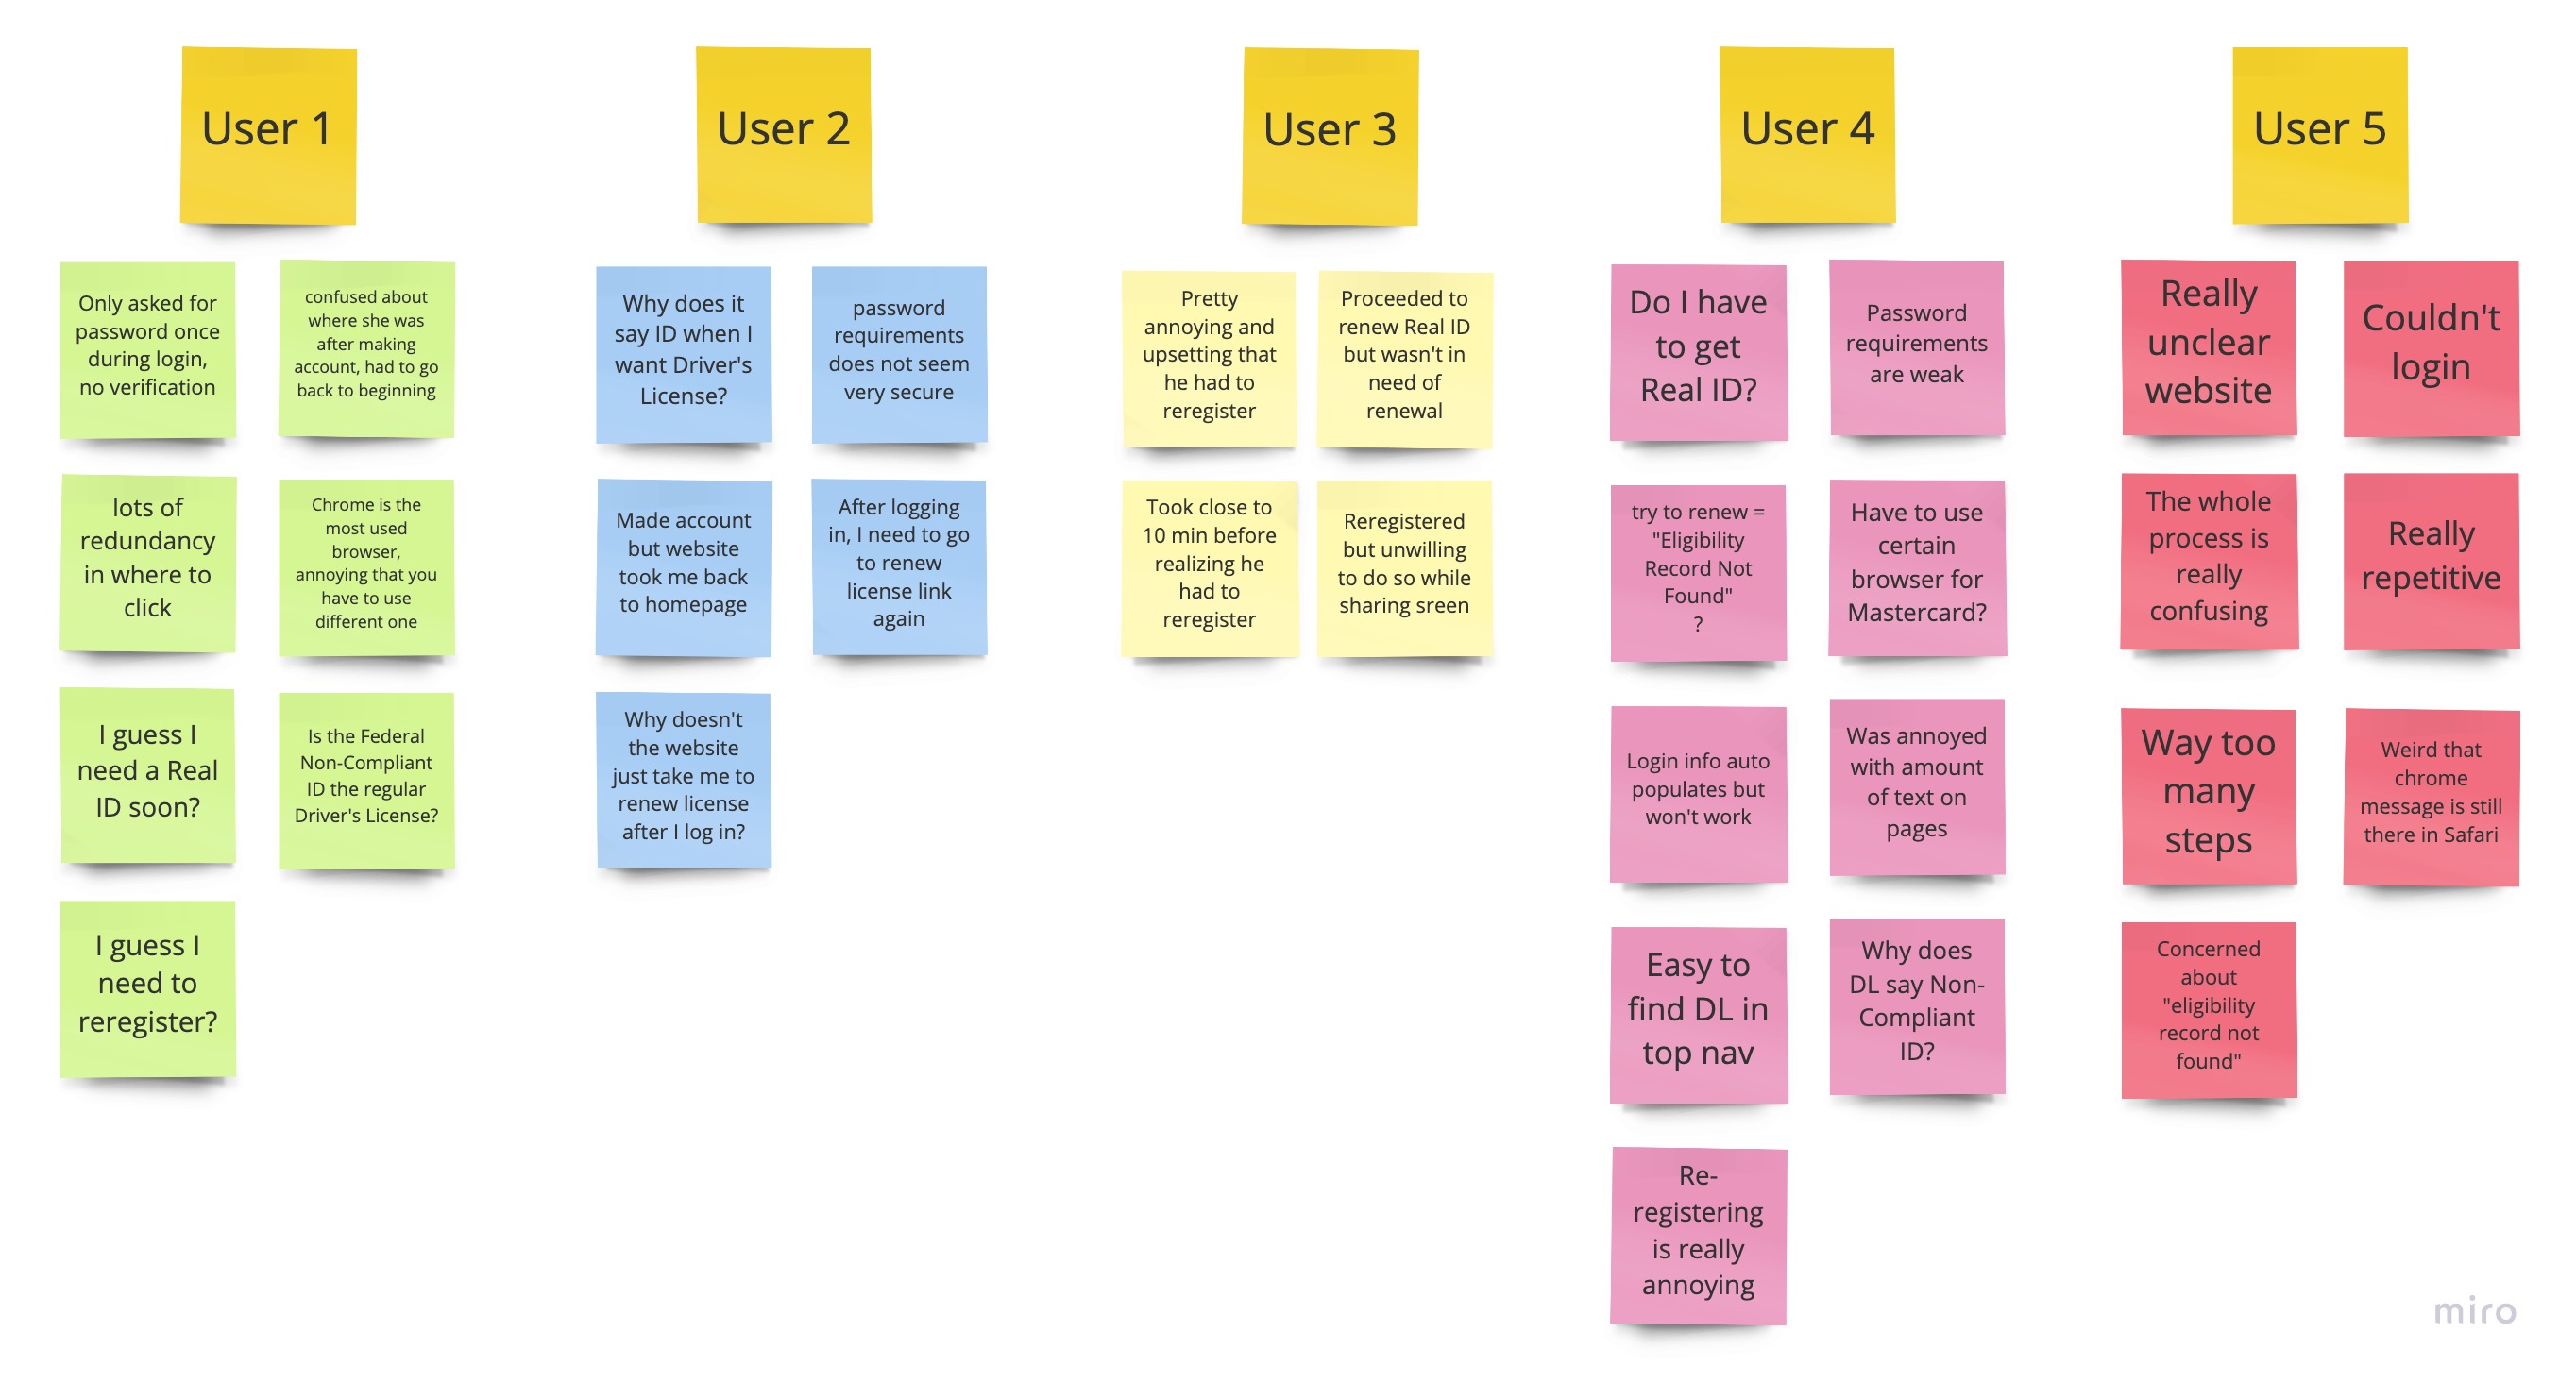 User 1
User 2
User 3
User 4
User 5
Only asked for
password once
during login,
no verification
confused about
where she was
after making
account, had to go
back to beginning
lots of
redundancy
in where to
click
Chrome is the
most used
browser,
annoying that you
have to use
different one
I guess I
need a Real
ID soon?
Is the Federal
Non-Compliant
ID the regular
Driver's License?
I guess I
need to
reregister?
Why does it
say ID when I
want Driver's
License?
password
requirements
does not seem
very secure
Made account
but website
took me back
to homepage
After logging
in, I need to go
to renew
license link
again
Why doesn't
the website
just take me to
renew license
after I log in?
Pretty
annoying and
upsetting that
he had to
reregister
Proceeded to
renew Real ID
but wasn't in
need of
renewal
Took close to
10 min before
realizing he
had to
reregister
Reregistered
but unwilling
to do so while
sharing sreen
Do I have
to get
Real ID?
Password
requirements
are weak
try to renew =
"Eligibility
Record Not
Found"
?
Have to use
certain
browser for
Mastercard?
Login info auto
populates but
won't work
Was annoyed
with amount
of text on
pages
Easy to
find DL in
top nav
Why does
DL say Non-
Compliant
ID?
Re-
registering
is really
annoying
Really
unclear
website
Couldn't
login
The whole
process is
really
confusing
Really
repetitive
Way too
many
steps
Weird that
chrome
message is still
there in Safari
Concerned
about
"eligibility
record not
found"
miro